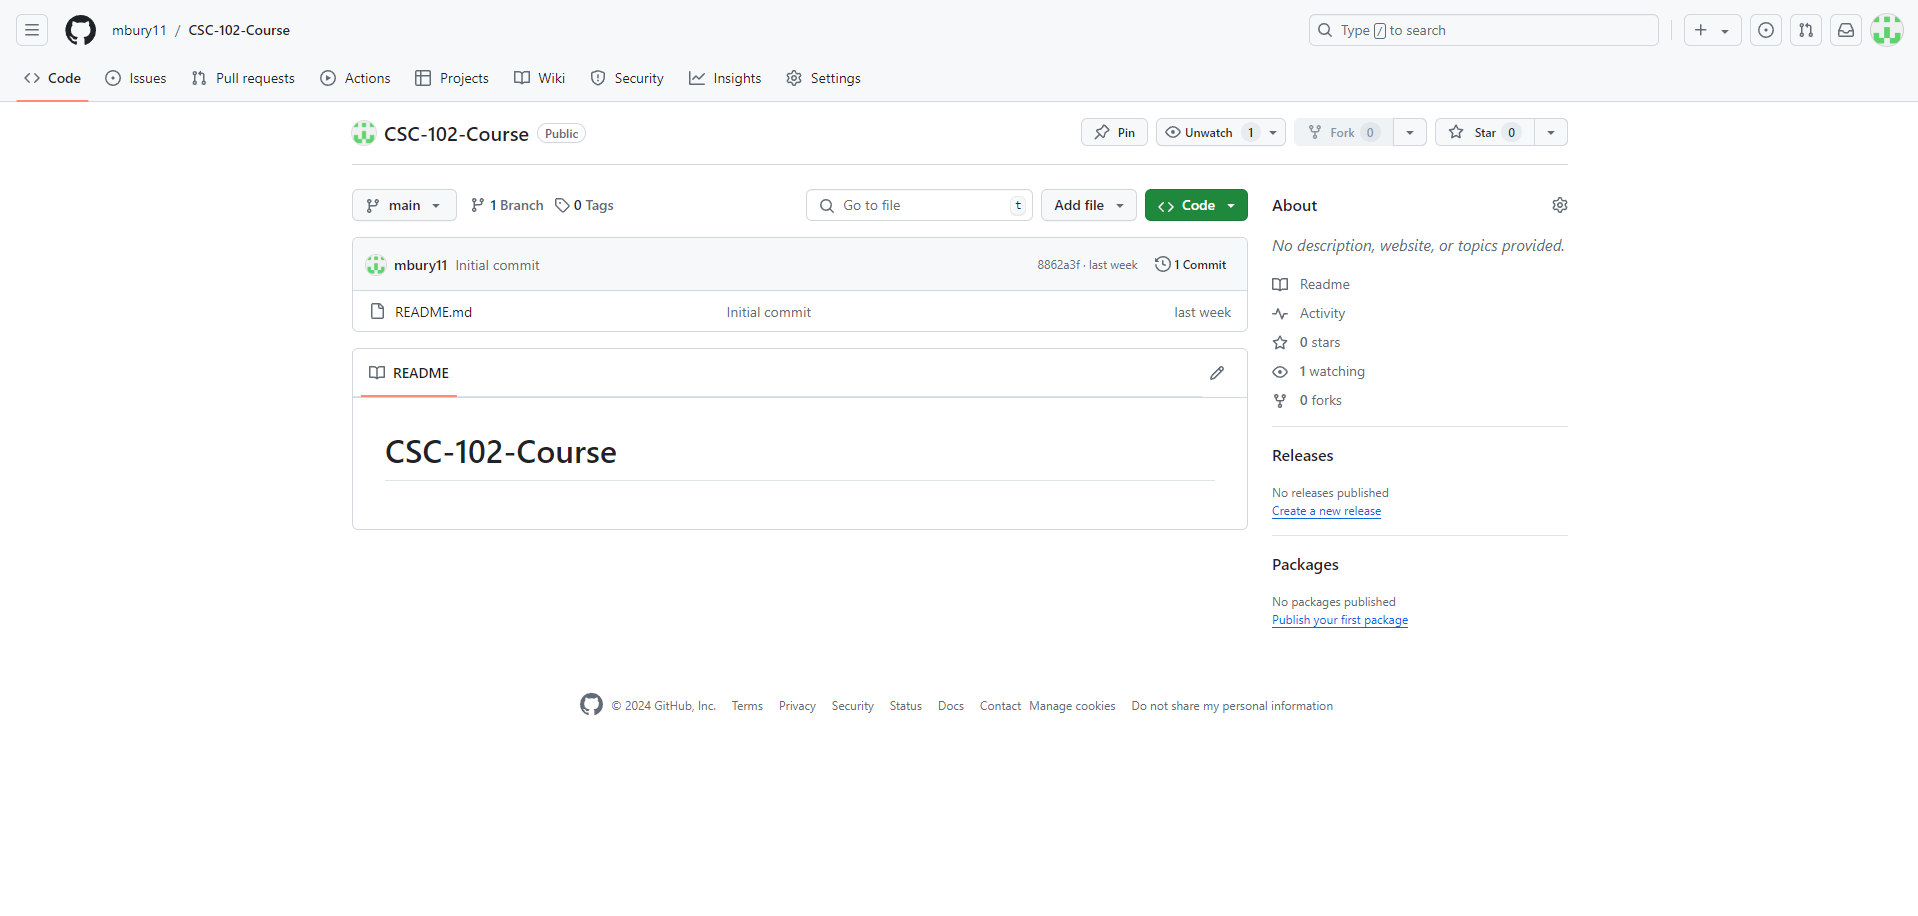 mbury11 / CSC-102-Course
Type / to search
Code Issues Pull requests Actions Projects Wiki Security Insights Settings
CSC-102-Course Public
Pin Unwatch 1 Fork 0 Star 0
main 1 Branch 0 Tags Go to file t Add file Code
mbury11 Initial commit 8862a3f · last week 1 Commit
README.md Initial commit last week
README
CSC-102-Course
About
No description, website, or topics provided.
Readme
Activity
0 stars
1 watching
0 forks
Releases
No releases published
Create a new release
Packages
No packages published
Publish your first package
© 2024 GitHub, Inc. Terms Privacy Security Status Docs Contact Manage cookies Do not share my personal information